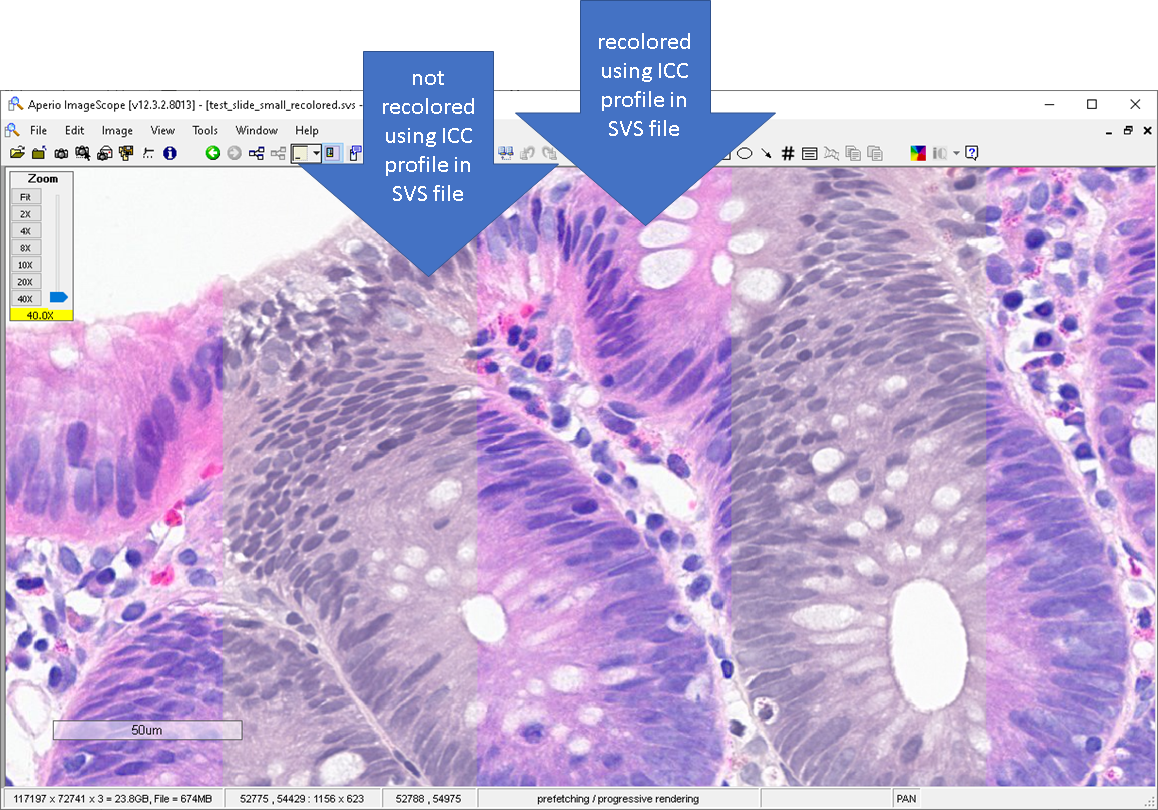 recolored
using ICC
profile in
SVS file
not
recolored
using ICC
profile in
SVS file
Aperio ImageScope [v12.3.2.8013] - [test_slide_small_recolored.svs -
File Edit Image View Tools Window Help
Zoom
Fit
2X
4X
8X
10X
20X
40X
40.0X
50um
117197 x 72741 x 3 = 23.8GB, File = 674MB
52775 , 54429 : 1156 x 623
52788 , 54975
prefetching / progressive rendering
PAN